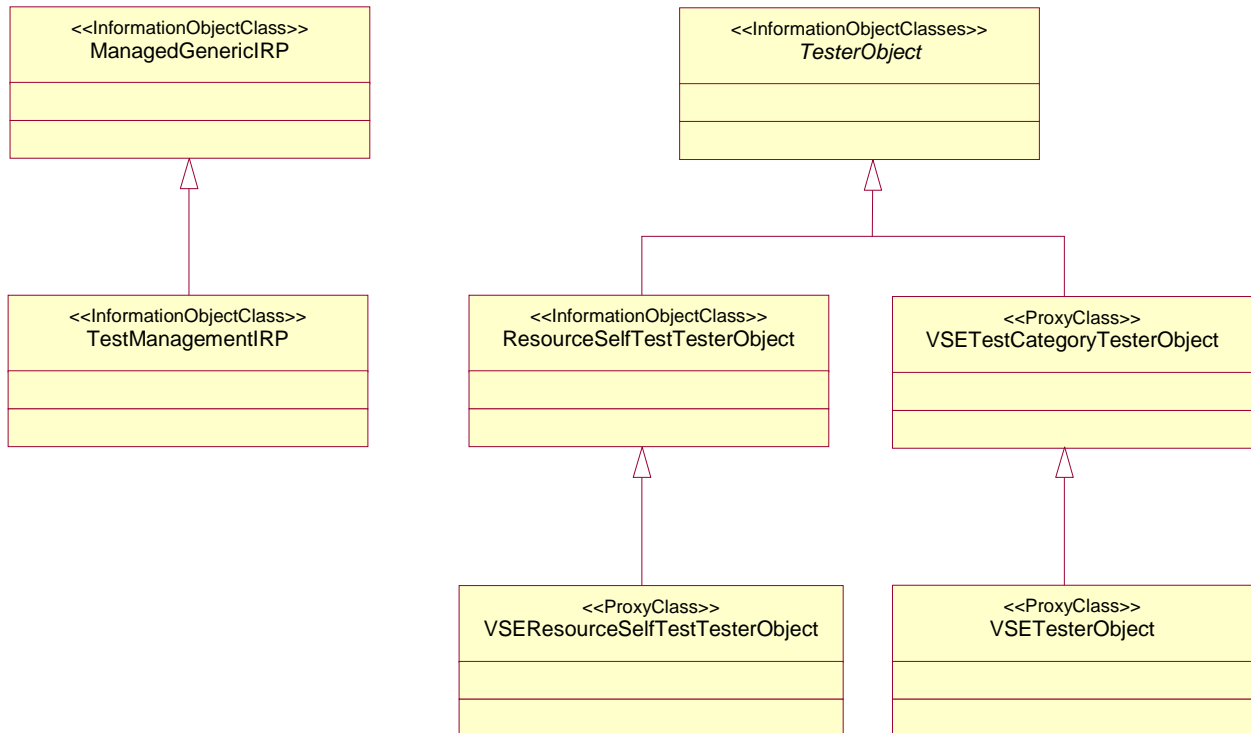 <<InformationObjectClass>>
ManagedGenericIRP
<<InformationObjectClasses>>
TesterObject
<<InformationObjectClass>>
TestManagementIRP
<<InformationObjectClass>>
ResourceSelfTestTesterObject
<<ProxyClass>>
VSETestCategoryTesterObject
<<ProxyClass>>
VSEResourceSelfTestTesterObject
<<ProxyClass>>
VSETesterObject